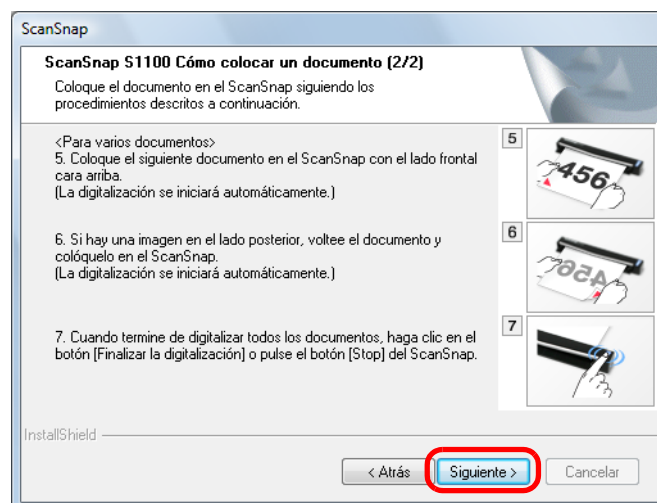 ScanSnap
ScanSnap S1100 Cómo colocar un documento (2/2)
Coloque el documento en el ScanSnap siguiendo los
procedimientos descritos a continuación.
<Para varios documentos>
5. Coloque el siguiente documento en el ScanSnap con el lado frontal
cara arriba.
(La digitalización se iniciará automáticamente.)
5
456
6. Si hay una imagen en el lado posterior, voltee el documento y
colóquelo en el ScanSnap.
(La digitalización se iniciará automáticamente.)
6
456
7. Cuando termine de digitalizar todos los documentos, haga clic en el
botón [Finalizar la digitalización] o pulse el botón [Stop] del ScanSnap.
7
InstallShield
< Atrás
Siguiente >
Cancelar